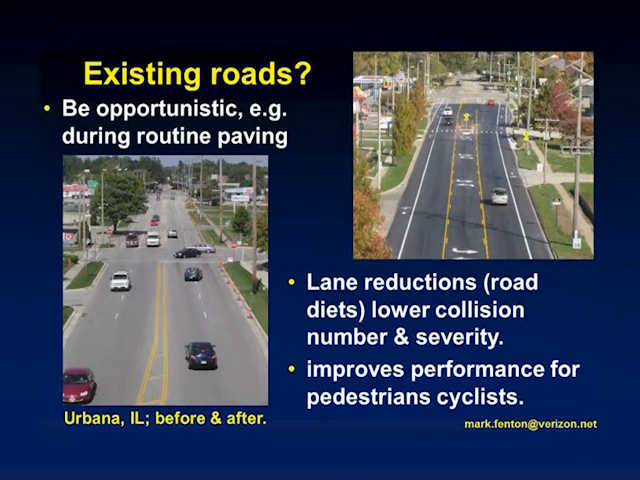 Existing roads?
• Be opportunistic, e.g.
during routine paving
Urbana, IL; before & after.
• Lane reductions (road
diets) lower collision
number & severity.
• improves performance for
pedestrians cyclists.
mark.fenton@verizon.net